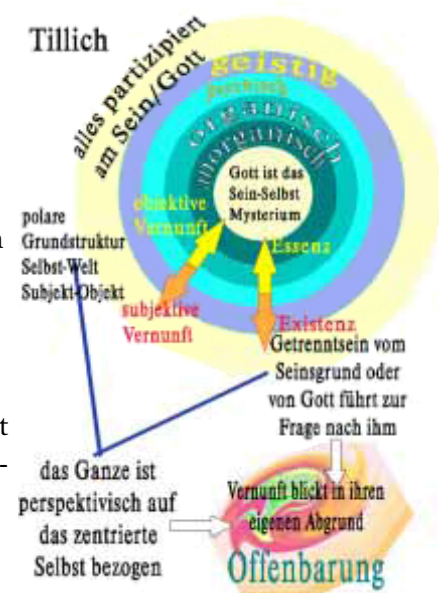 Tillich
alles partizipiert
am Sein/Gott
geistig
psychisch
organisch
anorganisch
Gott ist das
Sein-Selbst
Mysterium
objektive
Vernunft
Essenz
polare
Grundstruktur
Selbst-Welt
Subjekt-Objekt
subjektive
Vernunft
Existenz
Getrenntsein vom
Seinsgrund oder
von Gott führt zur
Frage nach ihm
das Ganze ist
perspektivisch auf
das zentrierte
Selbst bezogen
Vernunft blickt in ihren
eigenen Abgrund
Offenbarung